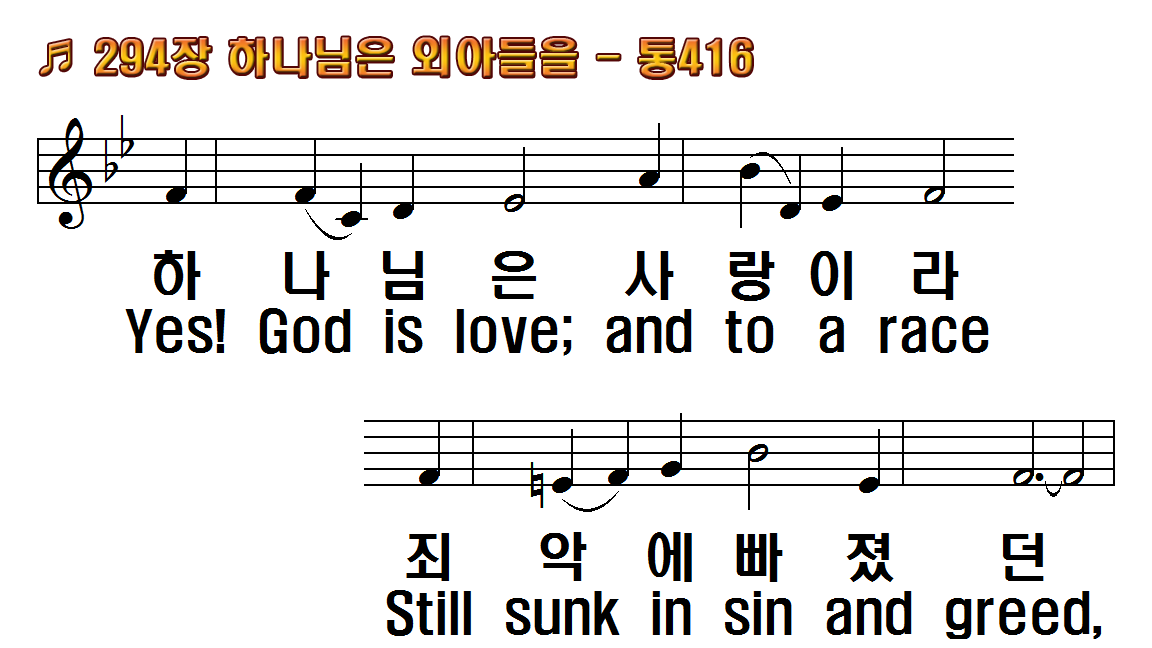 ♬ 294장 하나님은 외아들을 - 통416
하 나 님 은 사 랑 이 라
Yes! God is love; and to a race
죄 악 에 빠 졌 던
Still sunk in sin and greed,